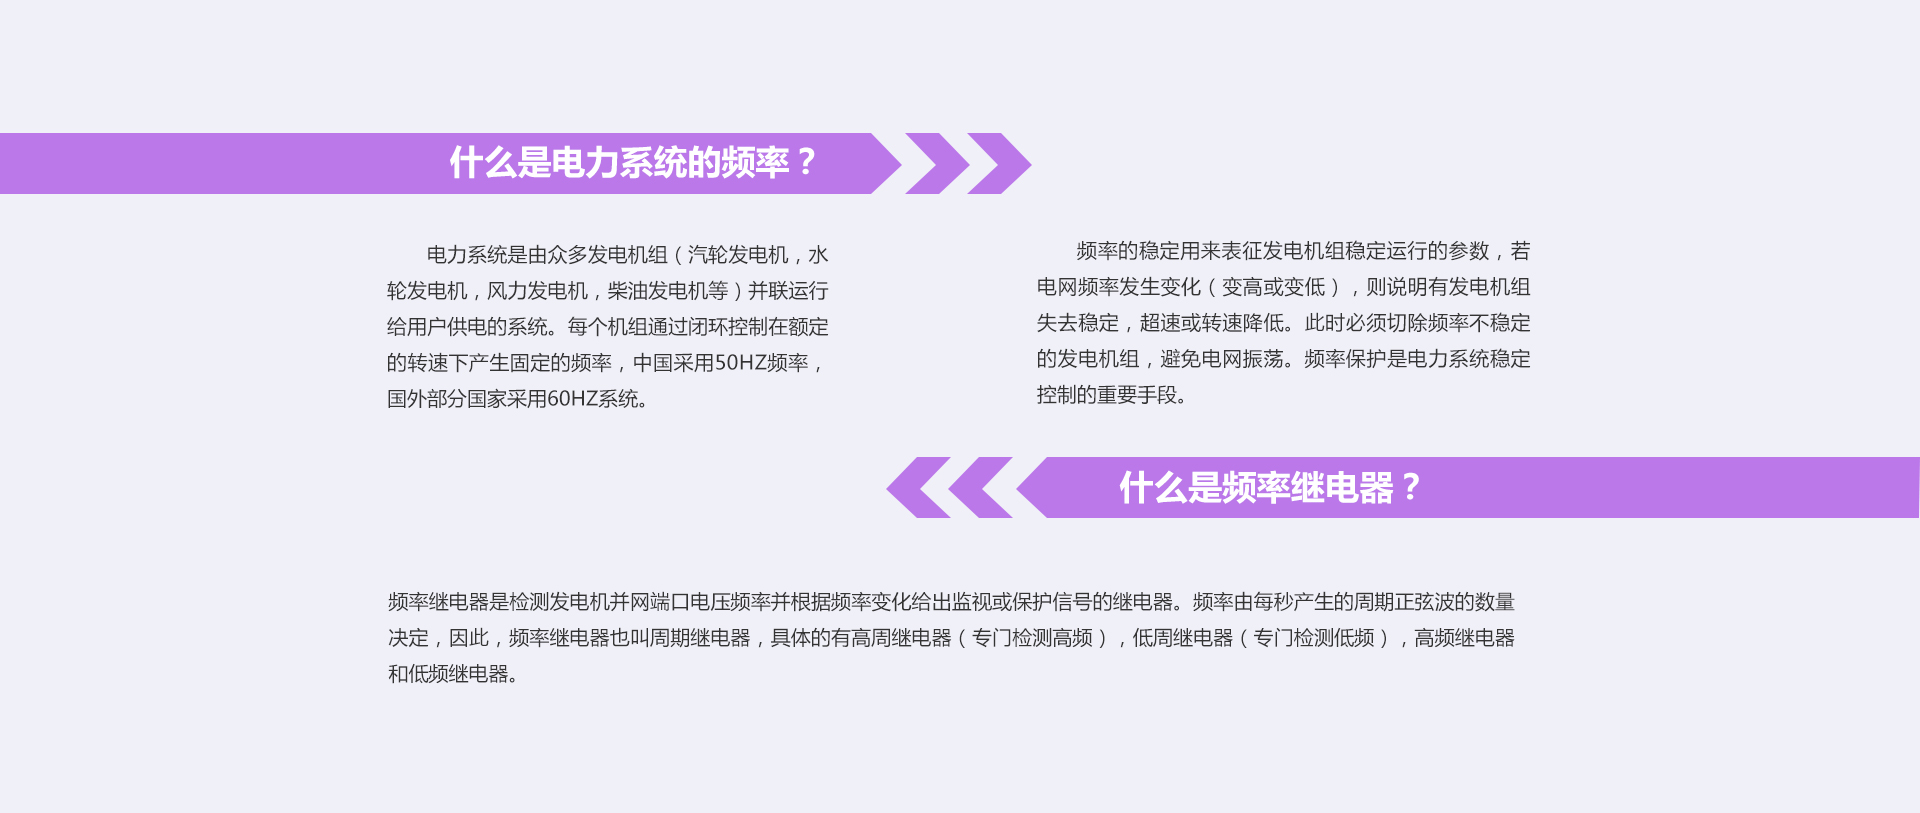 什么是电力系统的频率？
电力系统是由众多发电机组（汽轮发电机，水
轮发电机，风力发电机，柴油发电机等）并联运行
给用户供电的系统。每个机组通过闭环控制在额定
的转速下产生固定的频率，中国采用50HZ频率，
国外部分国家采用60HZ系统。
频率的稳定用来表征发电机组稳定运行的参数，若
电网频率发生变化（变高或变低），则说明有发电机组
失去稳定，超速或转速降低。此时必须切除频率不稳定
的发电机组，避免电网振荡。频率保护是电力系统稳定
控制的重要手段。
什么是频率继电器？
频率继电器是检测发电机并网端口电压频率并根据频率变化给出监视或保护信号的继电器。频率由每秒产生的周期正弦波的数量
决定，因此，频率继电器也叫周期继电器，具体的有高周继电器（专门检测高频），低周继电器（专门检测低频），高频继电器
和低频继电器。